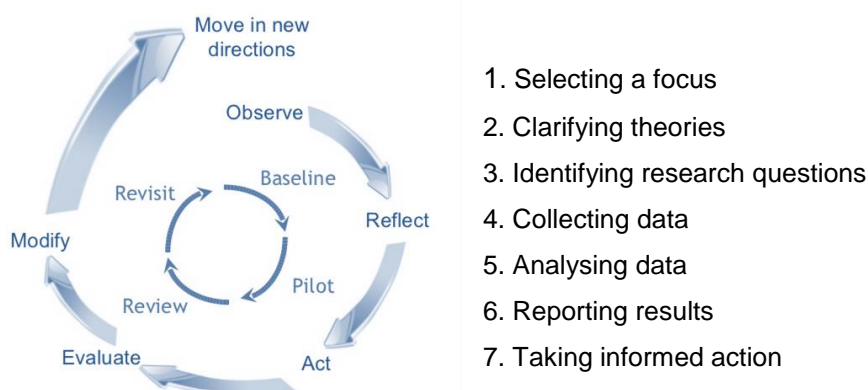 Move in new
directions
Observe
Baseline
Revisit
Reflect
Modify
Pilot
Review
Evaluate
Act
1. Selecting a focus
2. Clarifying theories
3. Identifying research questions
4. Collecting data
5. Analysing data
6. Reporting results
7. Taking informed action